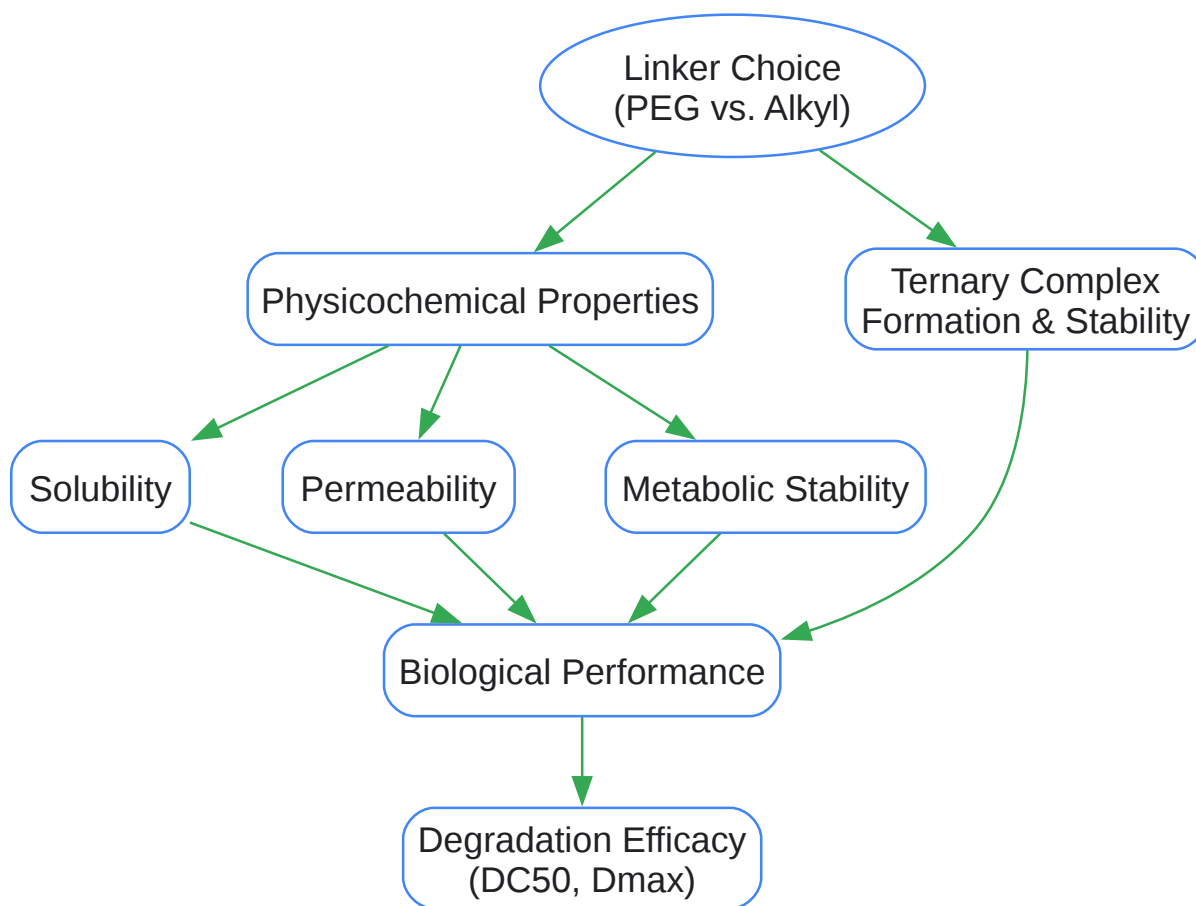 Linker Choice
(PEG vs. Alkyl)
Physicochemical Properties
Ternary Complex
Formation & Stability
Solubility
Permeability
Metabolic Stability
Biological Performance
Degradation Efficacy
(DC50, Dmax)